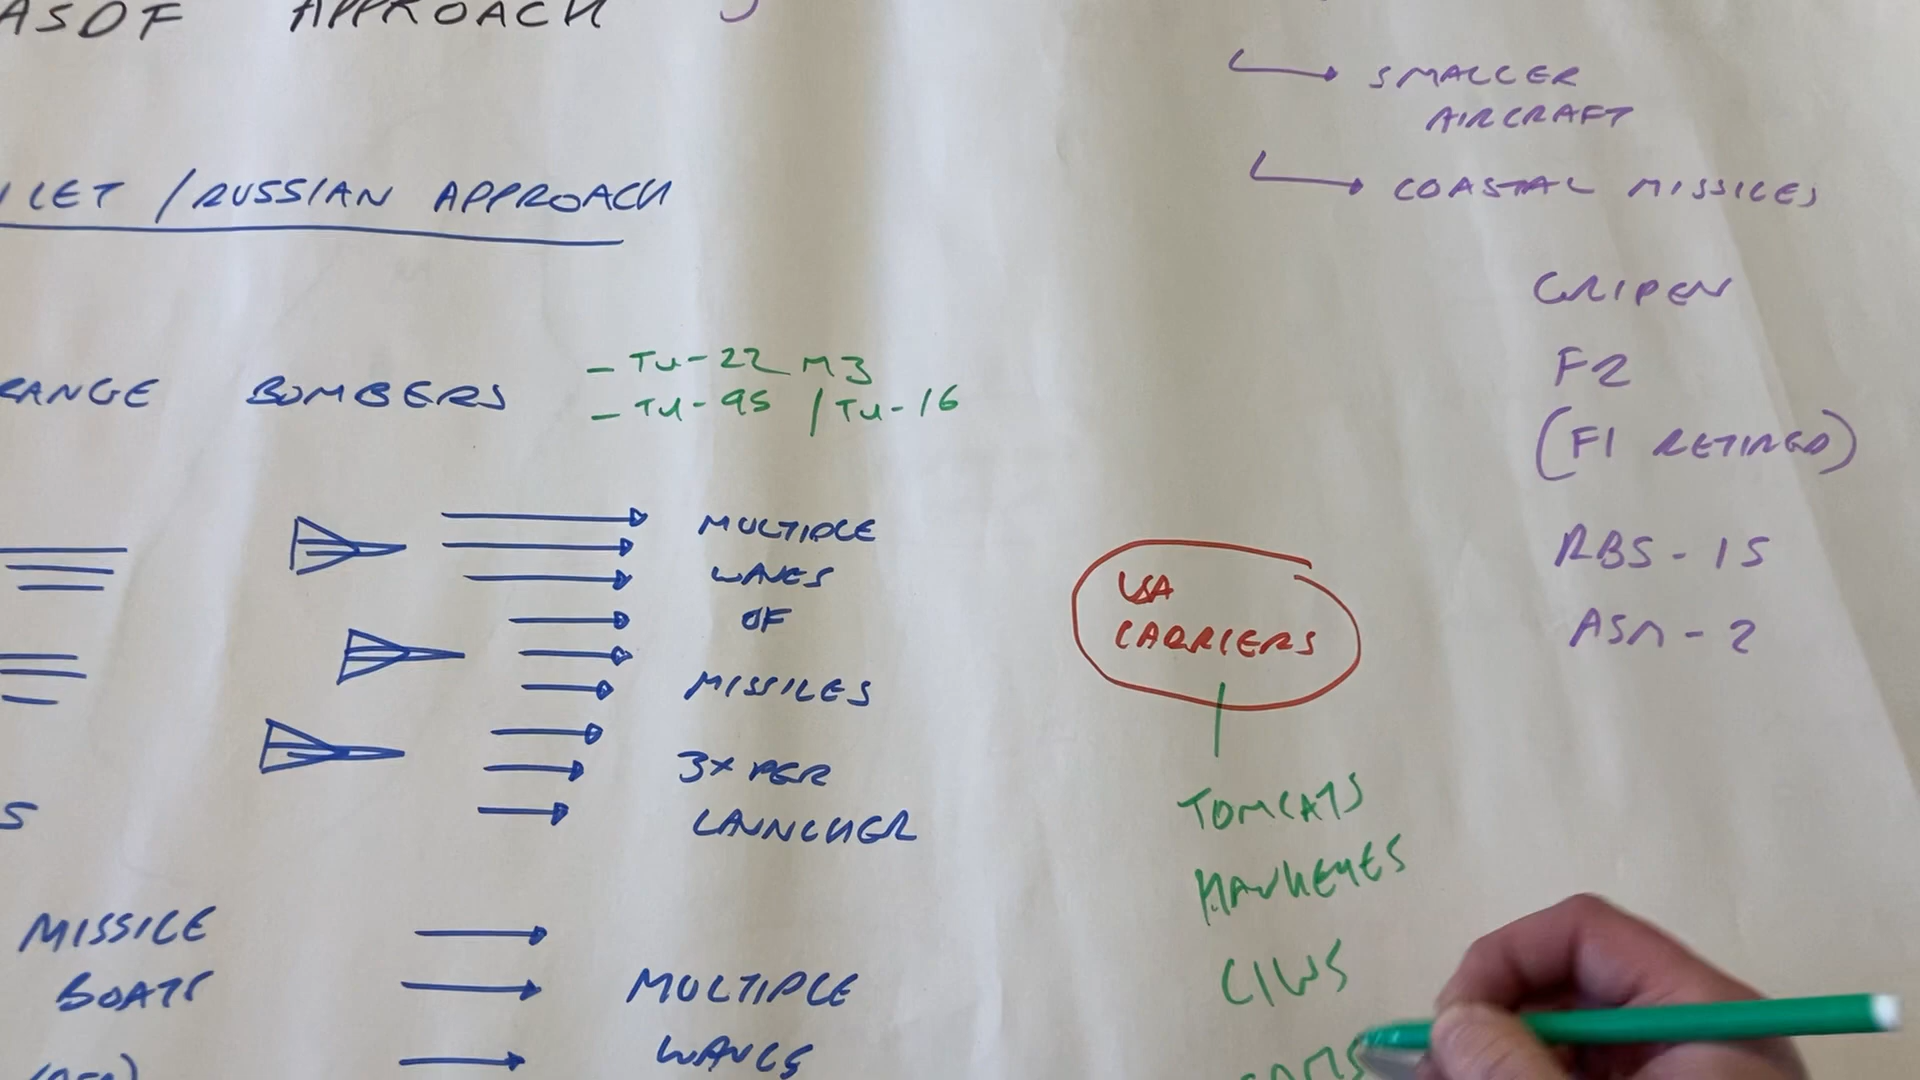 ASDF APPROACH
SMALLER
AIRCRAFT
COASTAL MISSILES
/RUSSIAN APPROACH
GRIPEN
F2
(F1 RETIRED)
RBS-15
ASM-2
RANGE BOMBERS
- Tu-22 M3
- Tu-95 / Tu-16
MULTIPLE
WAVES
OF
MISSILES
3x PER
LAUNCHER
USA
CARRIERS
TOMCATS
HAWKEYES
CIWS
MISSILE
BOATS
MULTIPLE
WAVES